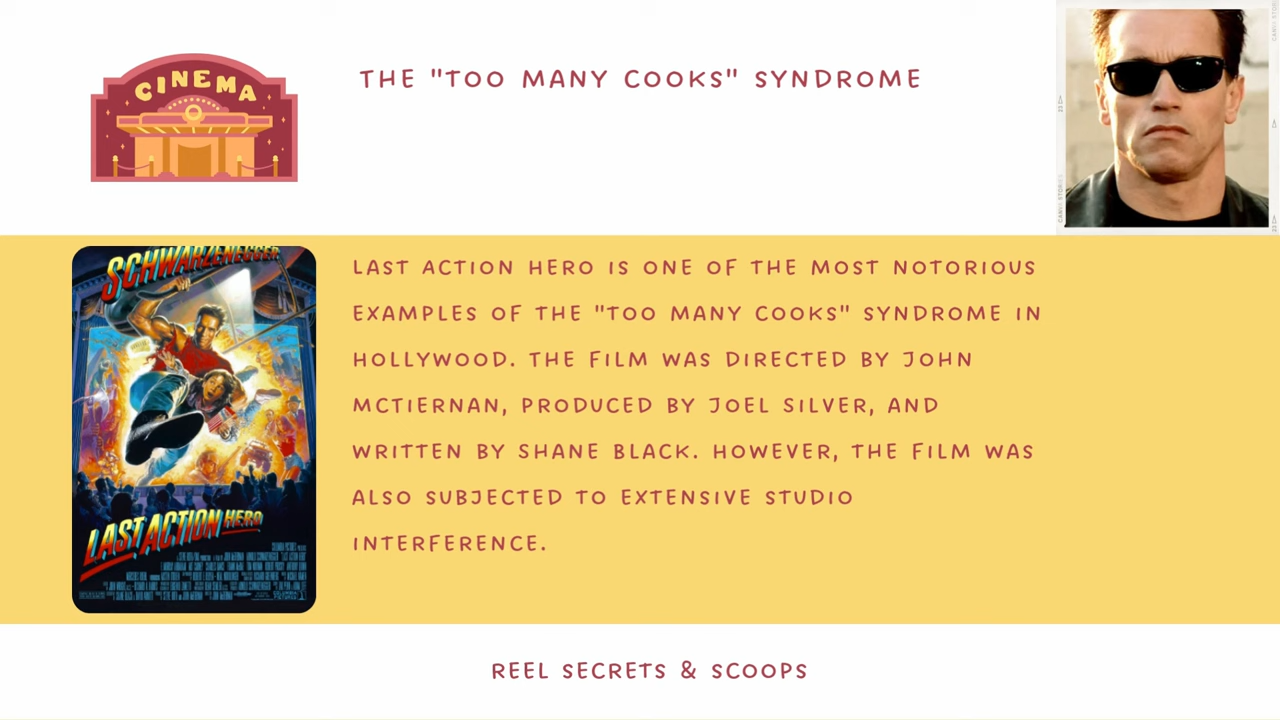 CINEMA
THE "TOO MANY COOKS" SYNDROME
SCHWARZENEGGER
LAST ACTION HERO IS ONE OF THE MOST NOTORIOUS
EXAMPLES OF THE "TOO MANY COOKS" SYNDROME IN
HOLLYWOOD. THE FILM WAS DIRECTED BY JOHN
MCTIERNAN, PRODUCED BY JOEL SILVER, AND
WRITTEN BY SHANE BLACK. HOWEVER, THE FILM WAS
ALSO SUBJECTED TO EXTENSIVE STUDIO
INTERFERENCE.
LAST ACTION HERO
REEL SECRETS & SCOOPS